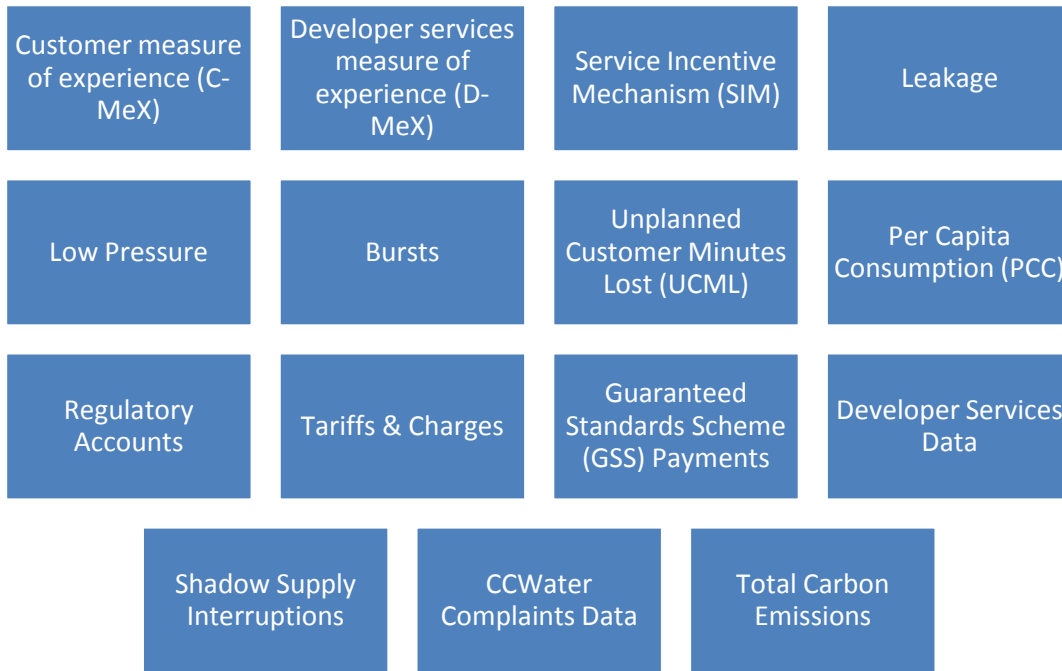 Customer measure
of experience (C-
MeX)
Developer services
measure of
experience (D-
MeX)
Service Incentive
Mechanism (SIM)
Leakage
Low Pressure
Bursts
Unplanned
Customer Minutes
Lost (UCML)
Per Capita
Consumption (PCC)
Regulatory
Accounts
Tariffs & Charges
Guaranteed
Standards Scheme
(GSS) Payments
Developer Services
Data
Shadow Supply
Interruptions
CCWater
Complaints Data
Total Carbon
Emissions